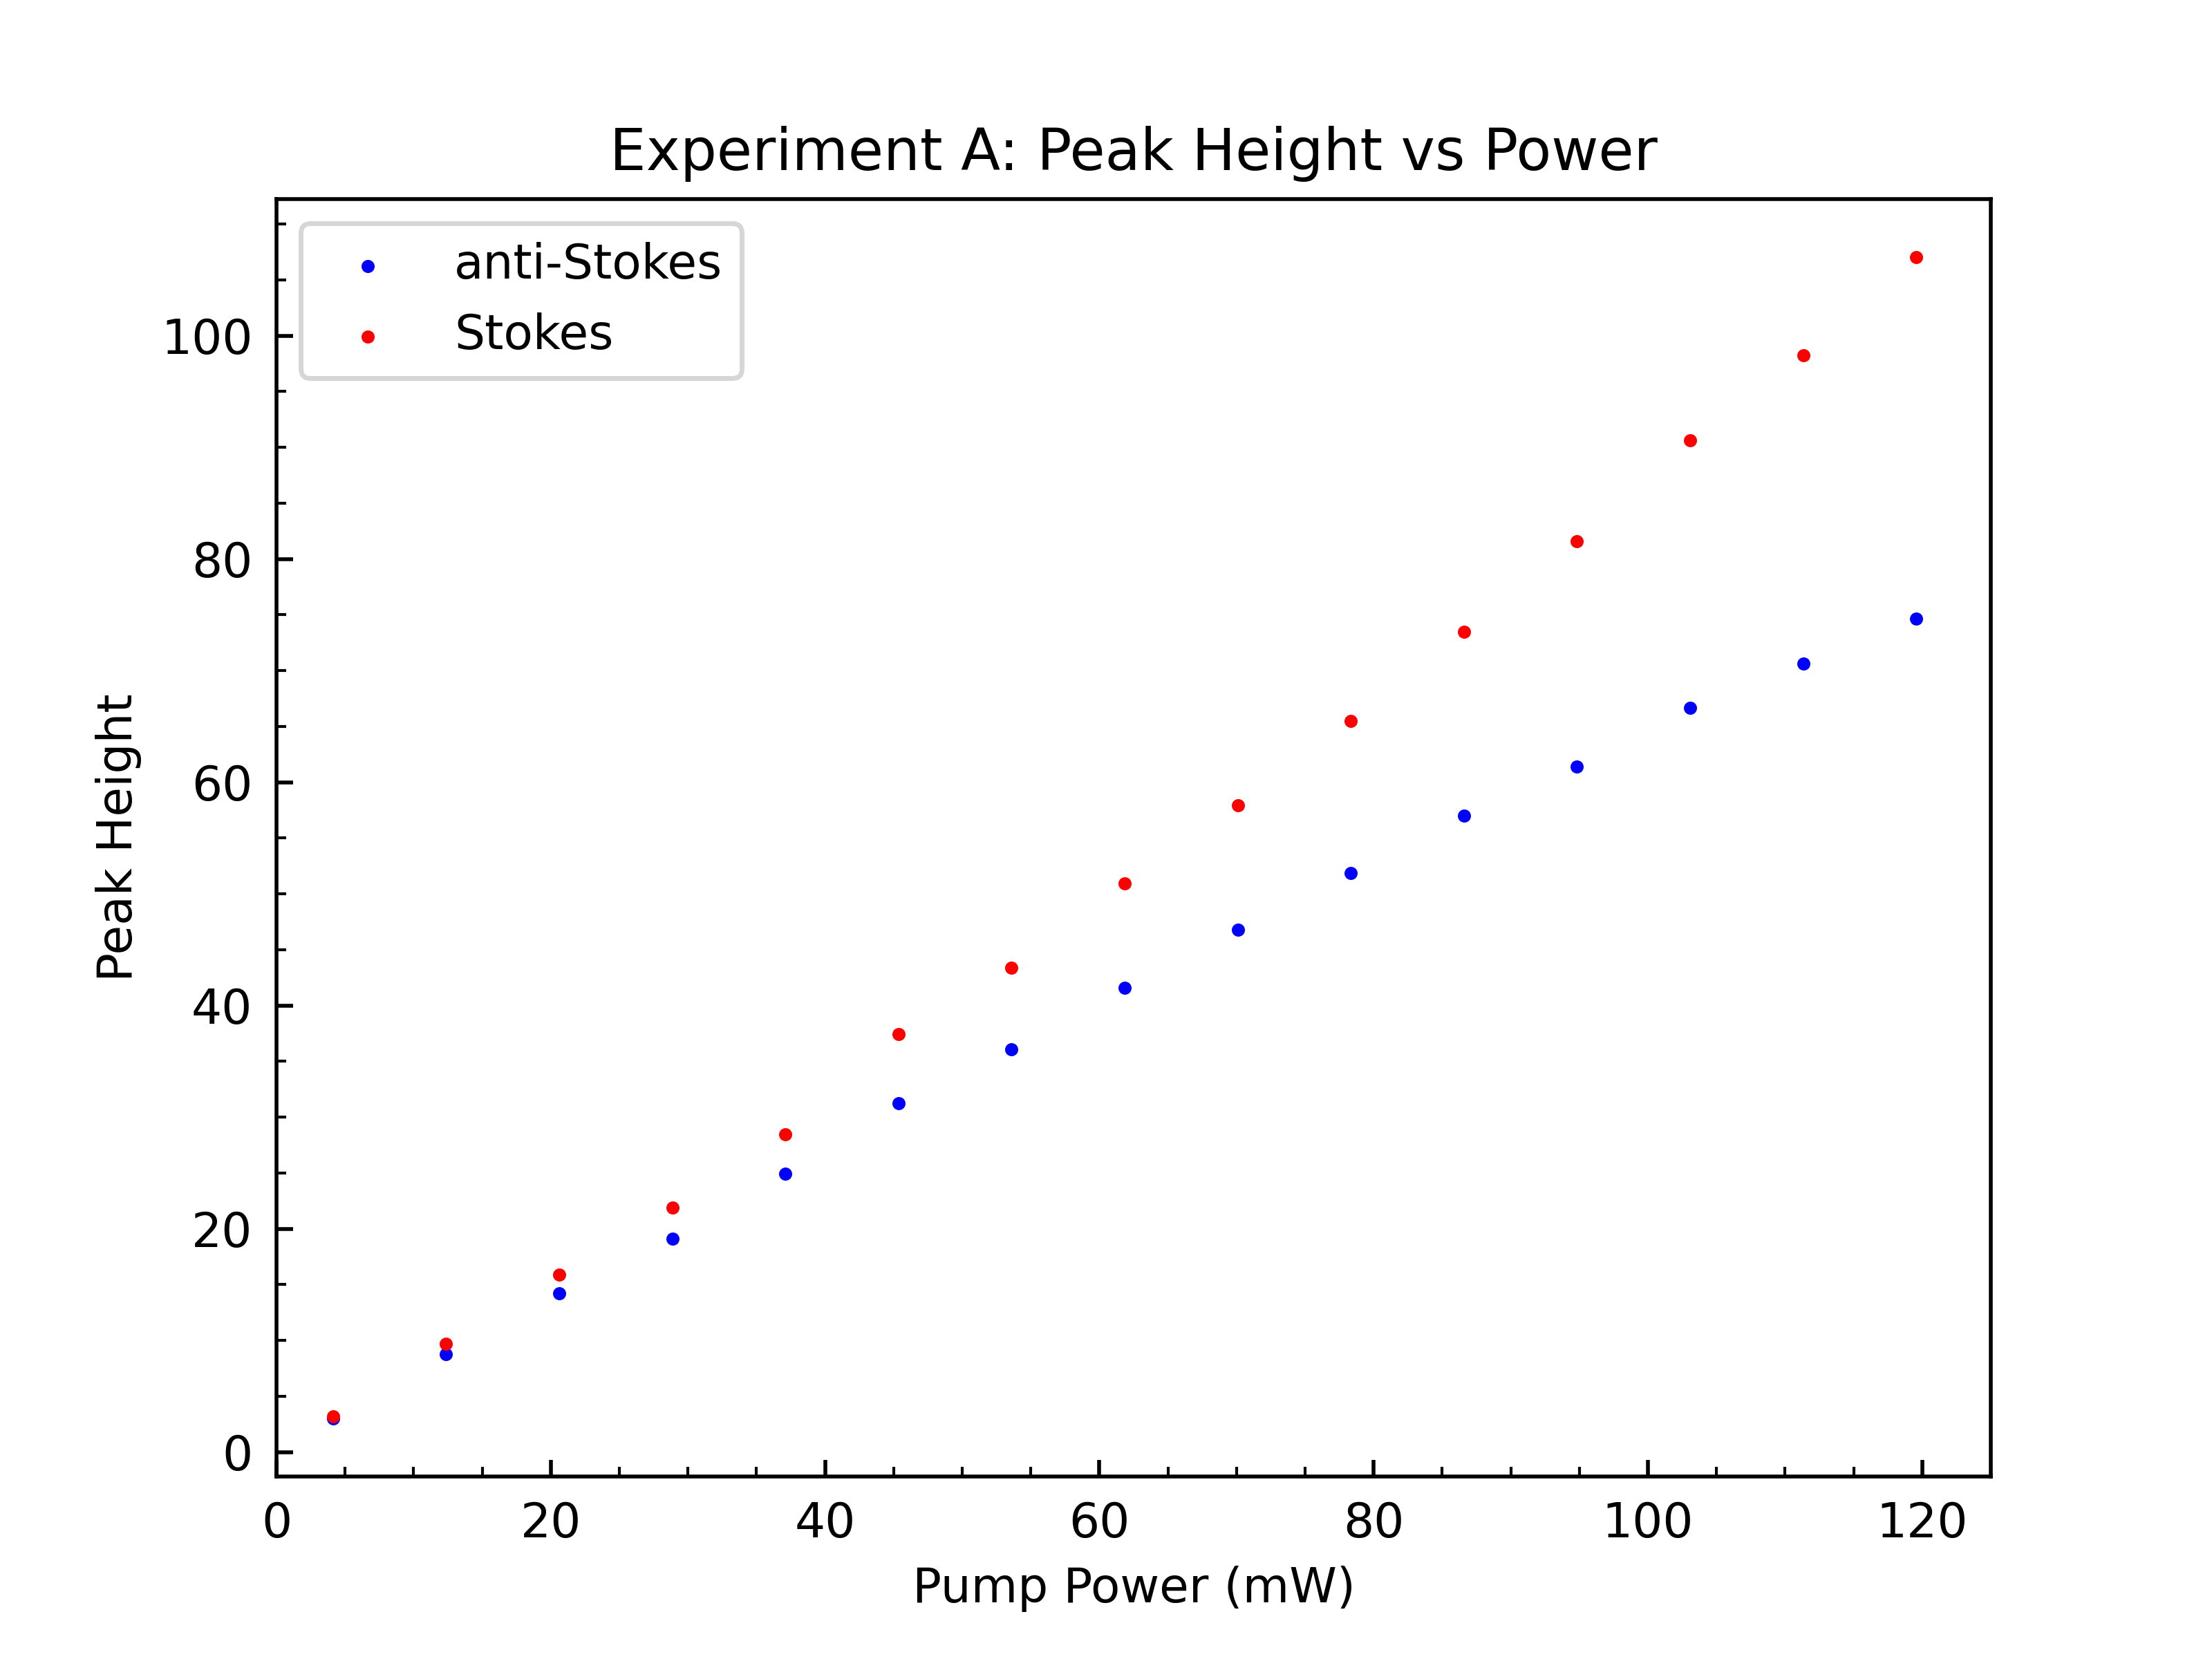 Experiment A: Peak Height vs Power
anti-Stokes
Stokes
Peak Height
100
80
60
40
20
0
0 20 40 60 80 100 120
Pump Power (mW)